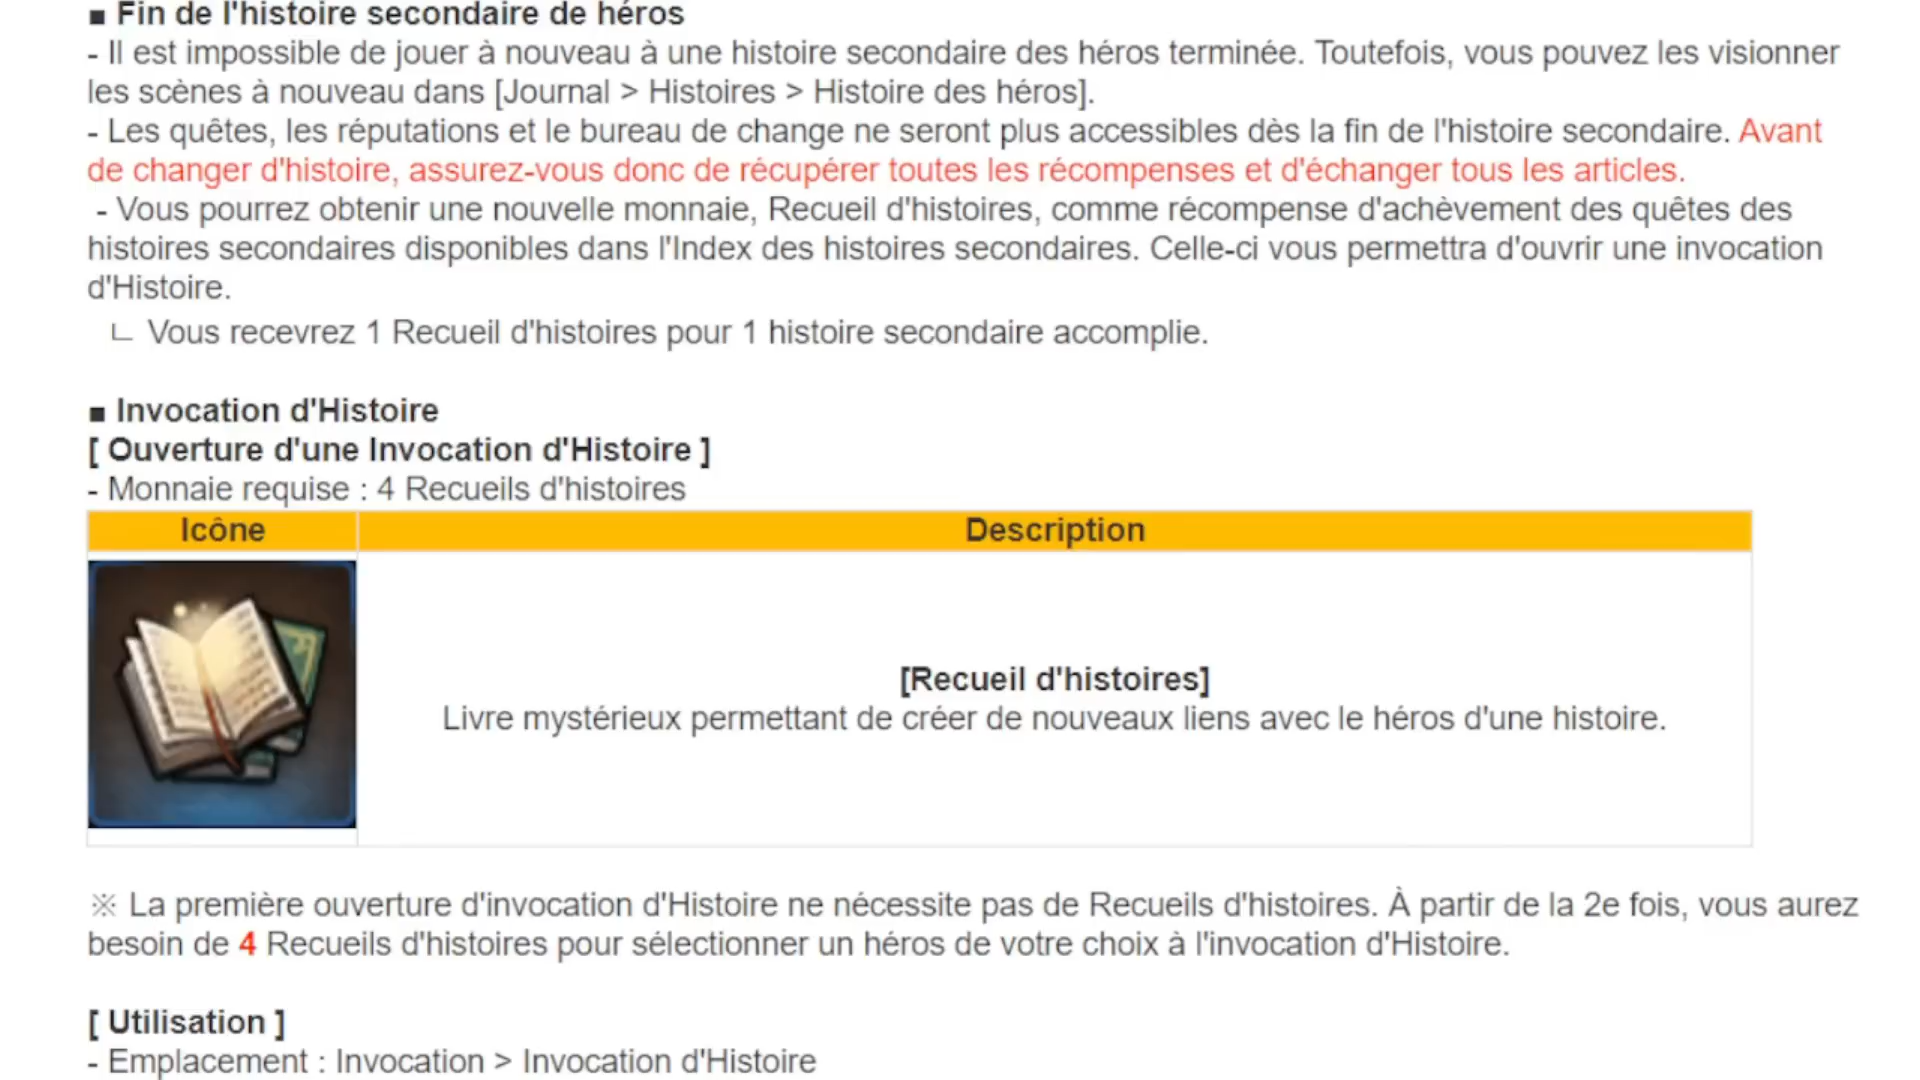 ■ Fin de l'histoire secondaire de héros
- Il est impossible de jouer à nouveau à une histoire secondaire des héros terminée. Toutefois, vous pouvez les visionner
les scènes à nouveau dans [Journal > Histoires > Histoire des héros].
- Les quêtes, les réputations et le bureau de change ne seront plus accessibles dès la fin de l'histoire secondaire. Avant
de changer d'histoire, assurez-vous donc de récupérer toutes les récompenses et d'échanger tous les articles.
- Vous pourrez obtenir une nouvelle monnaie, Recueil d'histoires, comme récompense d'achèvement des quêtes des
histoires secondaires disponibles dans l'Index des histoires secondaires. Celle-ci vous permettra d'ouvrir une invocation
d'Histoire.
ㄴ Vous recevrez 1 Recueil d'histoires pour 1 histoire secondaire accomplie.
■ Invocation d'Histoire
[ Ouverture d'une Invocation d'Histoire ]
- Monnaie requise : 4 Recueils d'histoires
Icône Description
[Recueil d'histoires]
Livre mystérieux permettant de créer de nouveaux liens avec le héros d'une histoire.
※ La première ouverture d'invocation d'Histoire ne nécessite pas de Recueils d'histoires. À partir de la 2e fois, vous aurez
besoin de 4 Recueils d'histoires pour sélectionner un héros de votre choix à l'invocation d'Histoire.
[ Utilisation ]
- Emplacement : Invocation > Invocation d'Histoire